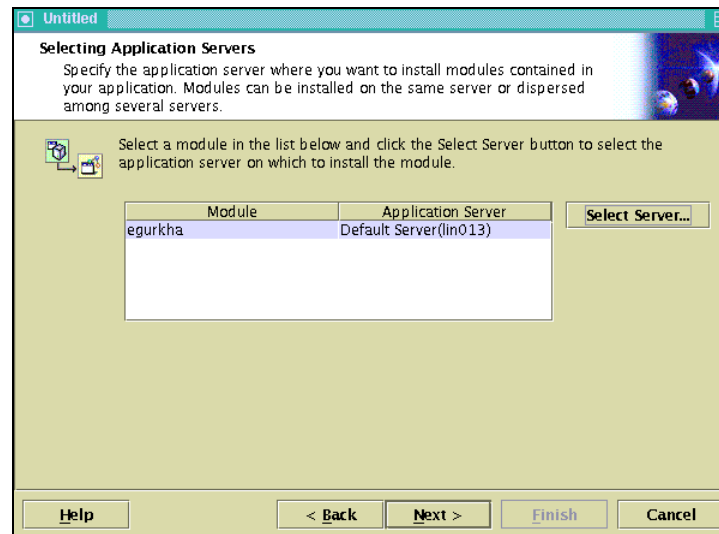 Untitled
Selecting Application Servers
Specify the application server where you want to install modules contained in
your application. Modules can be installed on the same server or dispersed
among several servers.
Select a module in the list below and click the Select Server button to select the
application server on which to install the module.
Module Application Server
egurkha Default Server(lin013)
Select Server...
Help < Back Next > Finish Cancel